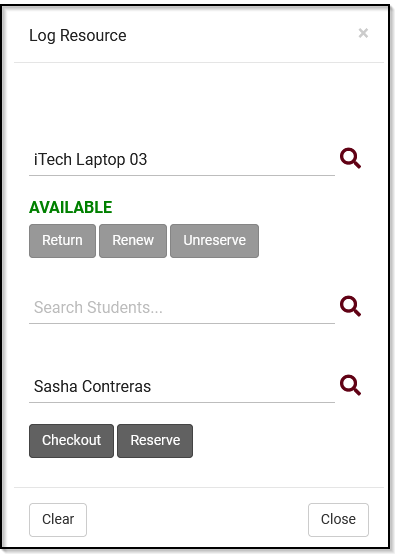 Log Resource ×
iTech Laptop 03
AVAILABLE
Return Renew Unreserve
Search Students...
Sasha Contreras
Checkout Reserve
Clear Close